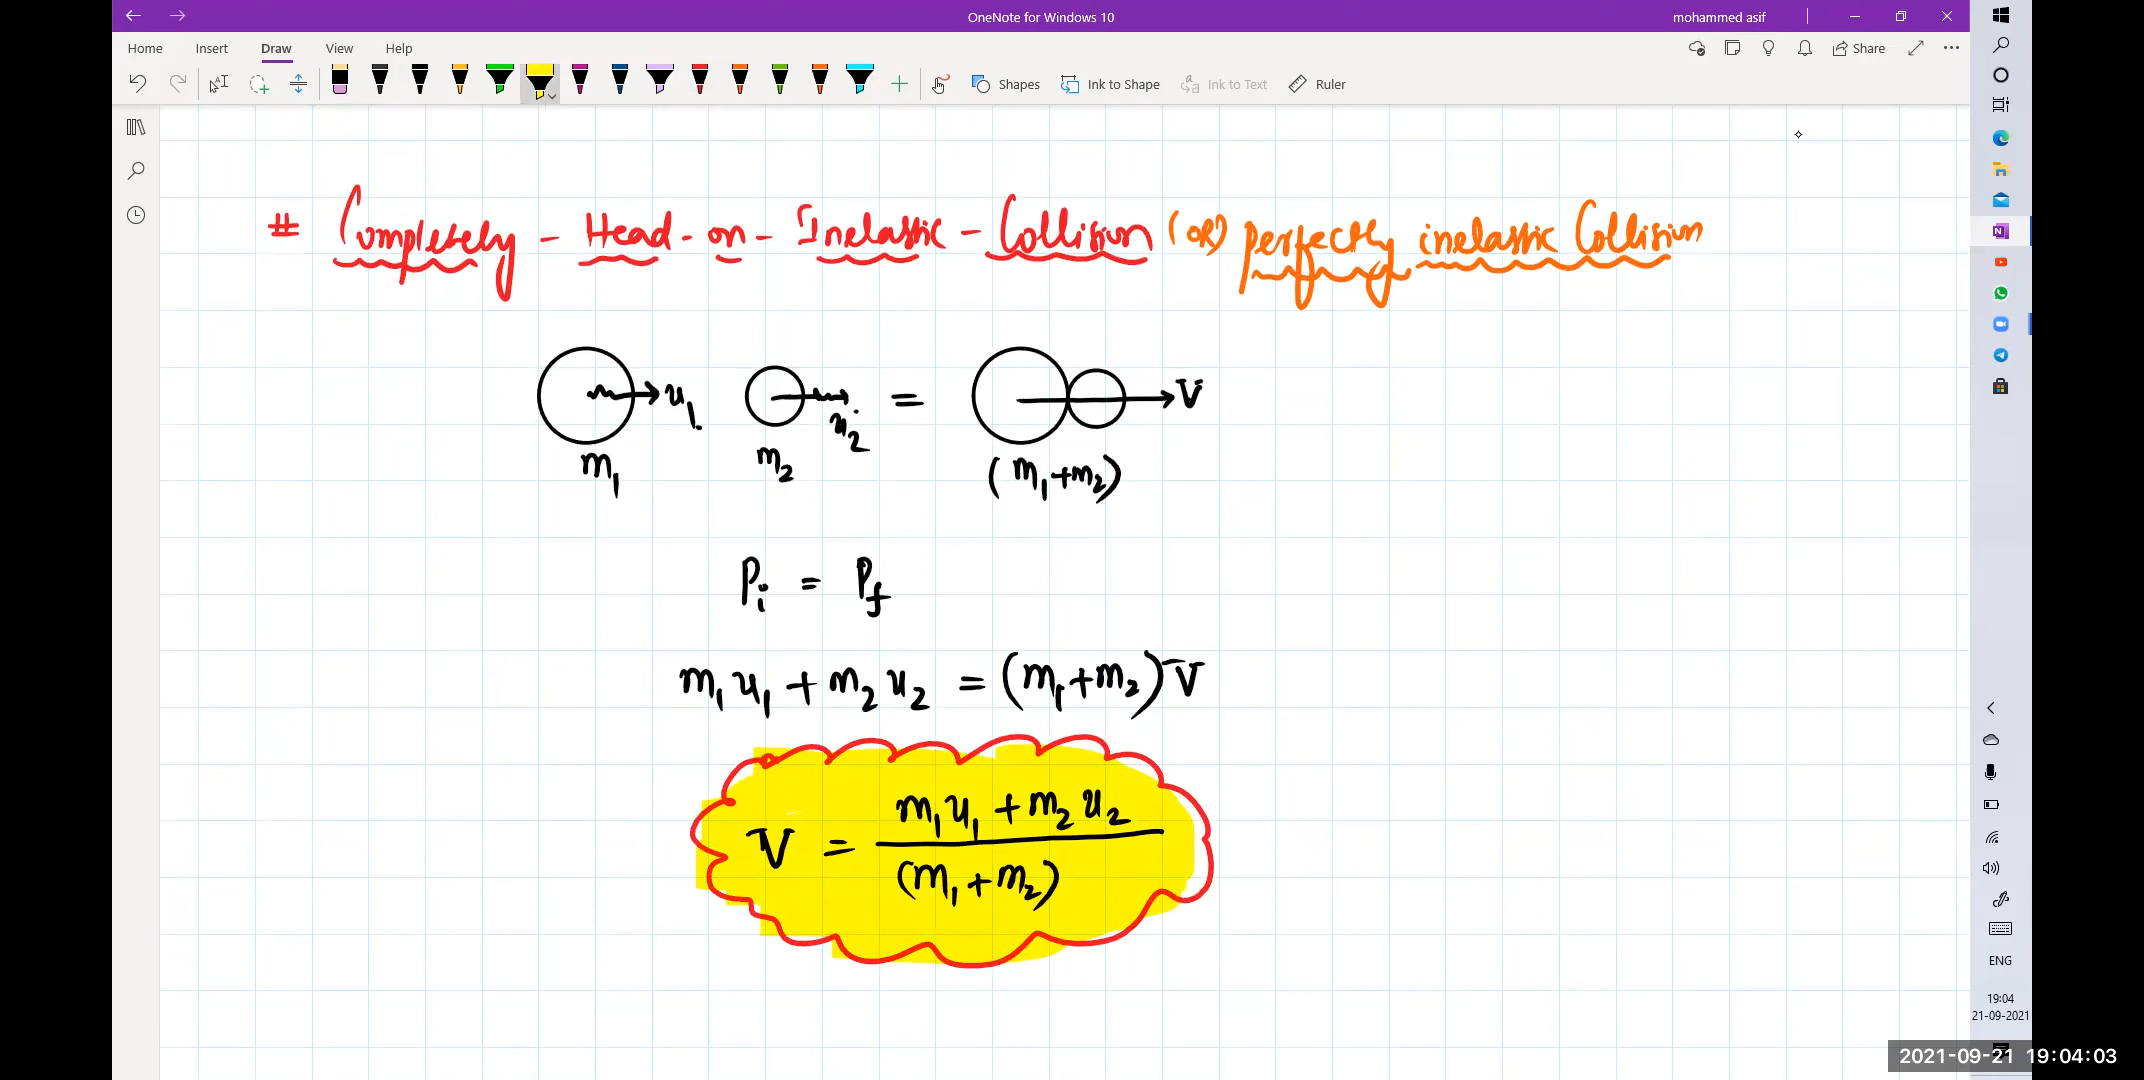 OneNote for Windows 10
mohammed asif
Home Insert Draw View Help
Share
Shapes Ink to Shape Ink to Text Ruler
# Completely - Head - on - Inelastic - Collision (OR) perfectly inelastic Collision
u₁ u₂ = V
m₁ m₂ (m₁+m₂)
Pi = Pf
m₁u₁ + m₂u₂ = (m₁+m₂)V
V = m₁u₁ + m₂u₂
(m₁+m₂)
ENG
19:04
21-09-2021
2021-09-21 19:04:03